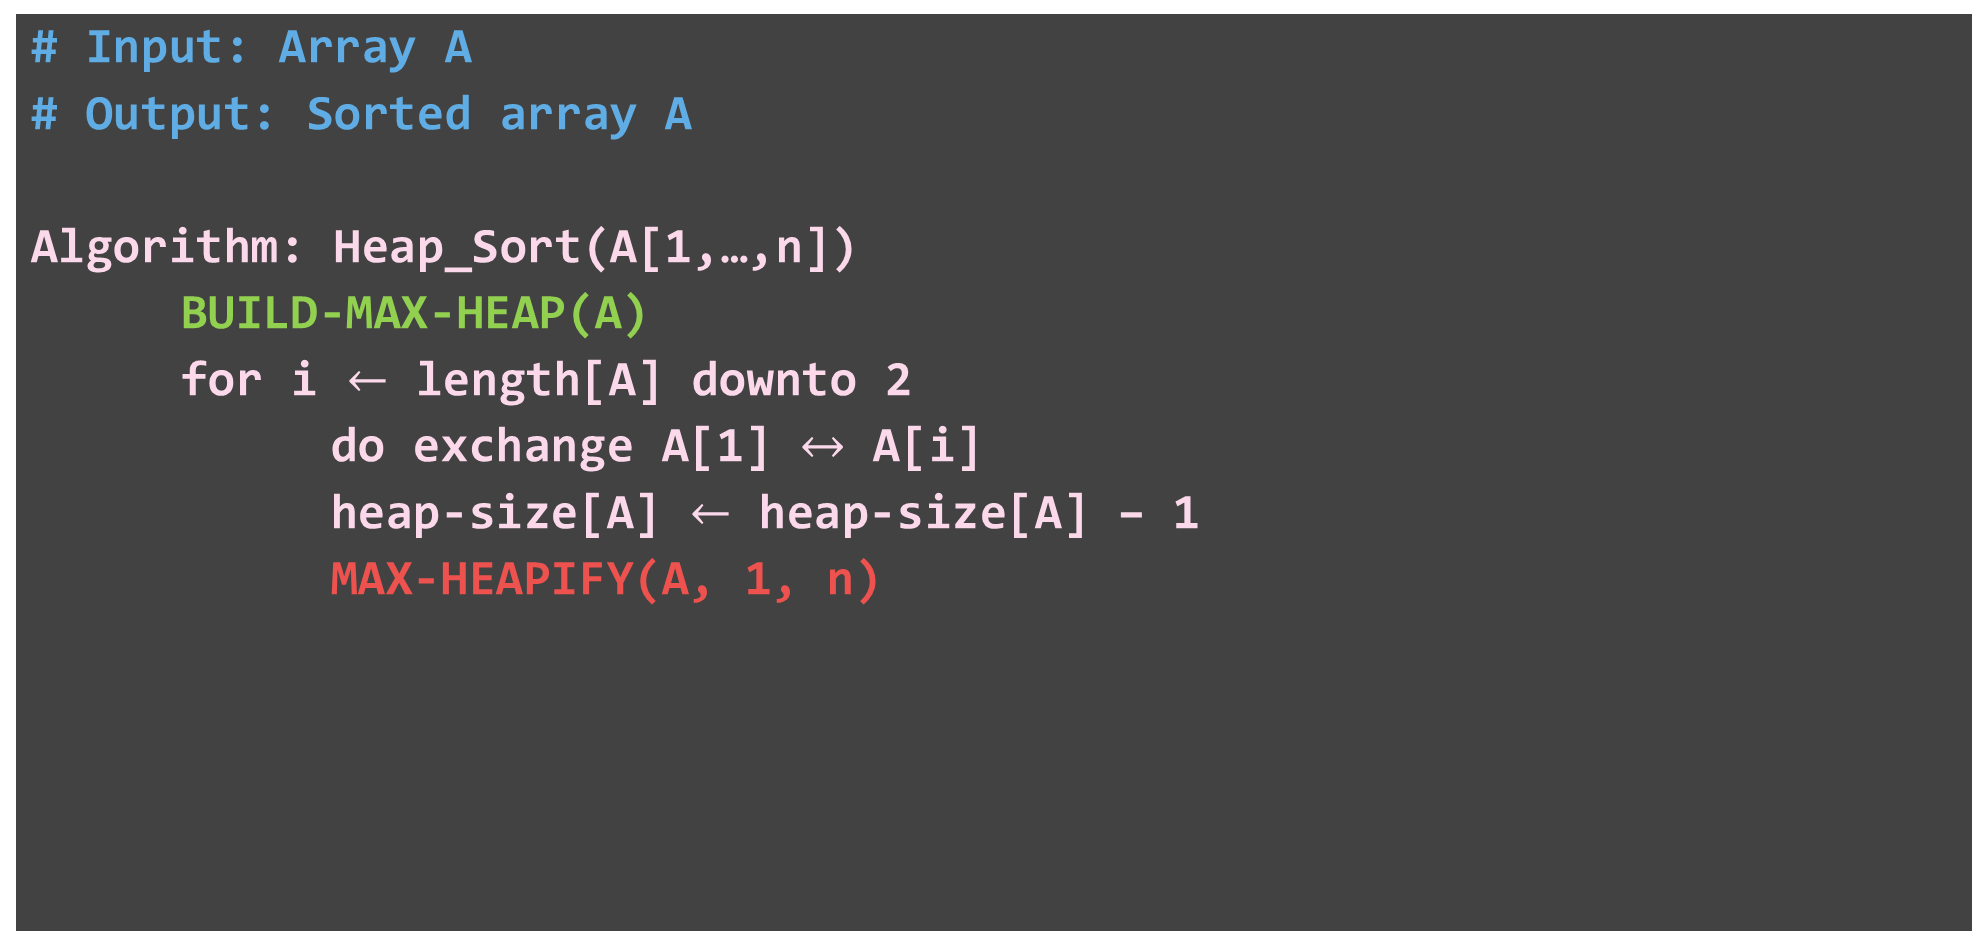 # Input: Array A
# Output: Sorted array A
Algorithm: Heap_Sort(A[1,…,n])
BUILD-MAX-HEAP(A)
for i ← length[A] downto 2
do exchange A[1] ↔ A[i]
heap-size[A] ← heap-size[A] – 1
MAX-HEAPIFY(A, 1, n)